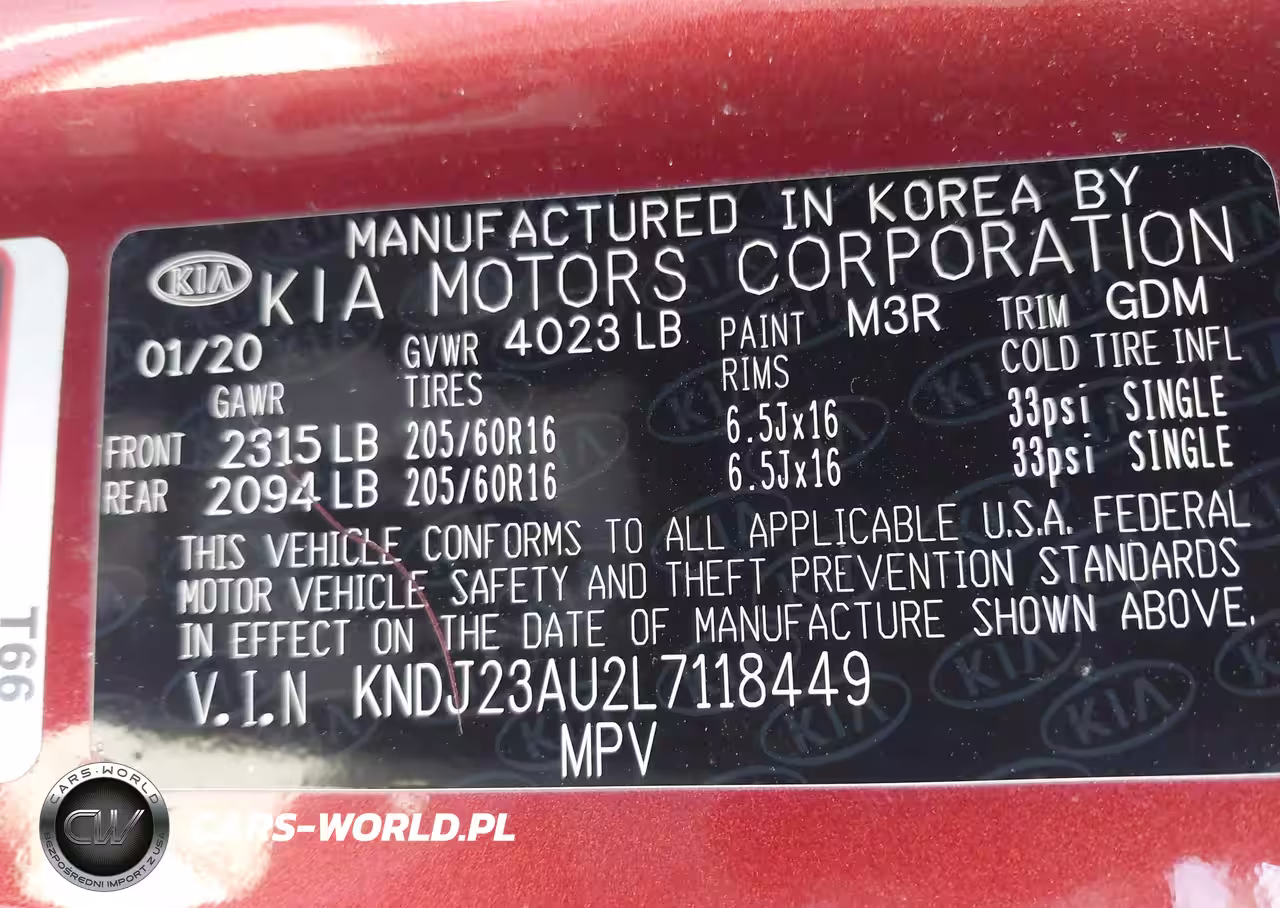 MANUFACTURED IN KOREA BY
KIA KIA MOTORS CORPORATION
01/20 GVWR 4023 LB PAINT M3R TRIM GDM
GAWR TIRES RIMS COLD TIRE INFL
FRONT 2315 LB 205/60R16 6.5Jx16 33psi SINGLE
REAR 2094 LB 205/60R16 6.5Jx16 33psi SINGLE
THIS VEHICLE CONFORMS TO ALL APPLICABLE U.S.A. FEDERAL
MOTOR VEHICLE SAFETY AND THEFT PREVENTION STANDARDS
IN EFFECT ON THE DATE OF MANUFACTURE SHOWN ABOVE.
V.I.N KNDJ23AU2L7118449
MPV
T66
CARS-WORLD
CW
BEZPOŚREDNI IMPORT Z USA
CARS-WORLD.PL